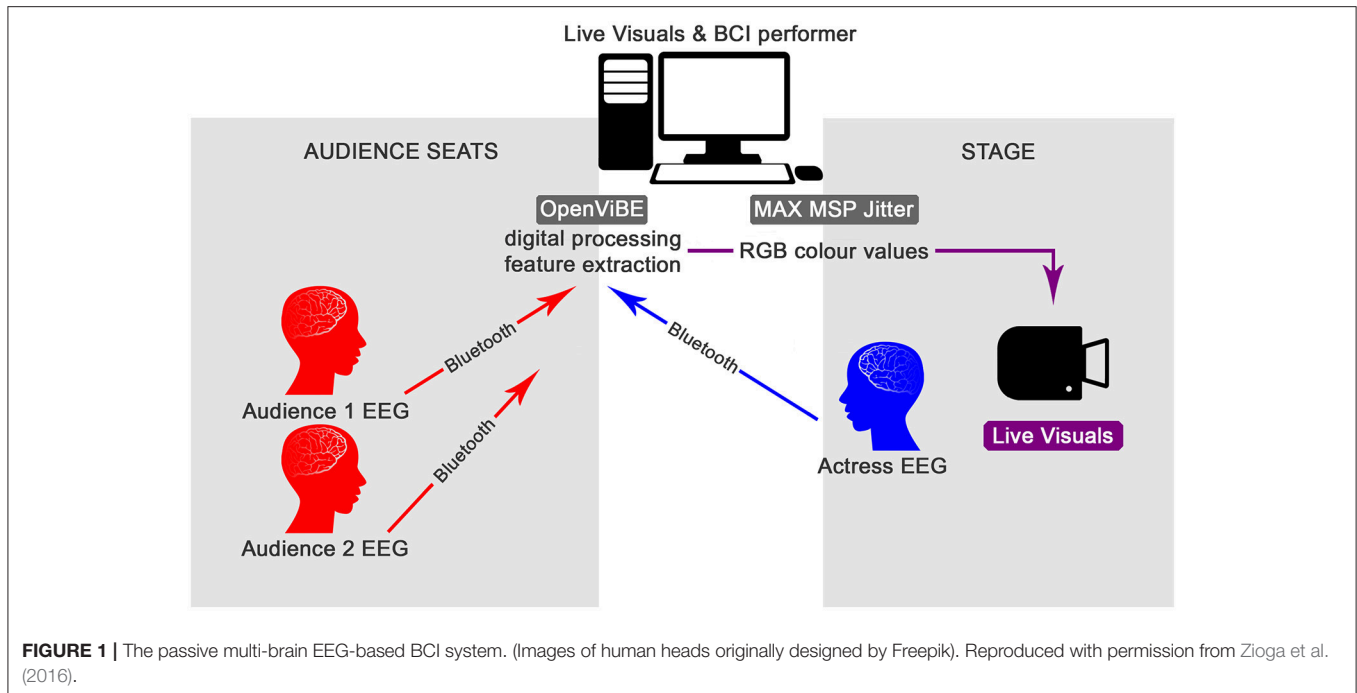 Live Visuals & BCI performer
AUDIENCE SEATS
STAGE
OpenViBE
MAX MSP Jitter
digital processing
feature extraction
RGB colour values
Bluetooth
Bluetooth
Audience 1 EEG
Bluetooth
Live Visuals
Actress EEG
Audience 2 EEG
FIGURE 1 | The passive multi-brain EEG-based BCI system. (Images of human heads originally designed by Freepik). Reproduced with permission from Zioga et al.
(2016).